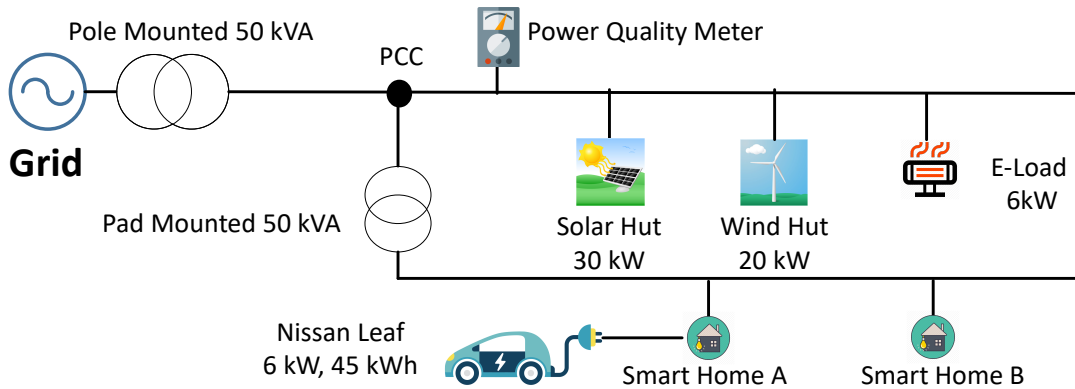 Pole Mounted 50 kVA
Power Quality Meter
PCC
Grid
Pad Mounted 50 kVA
Solar Hut
30 kW
Wind Hut
20 kW
E-Load
6kW
Nissan Leaf
6 kW, 45 kWh
Smart Home A
Smart Home B